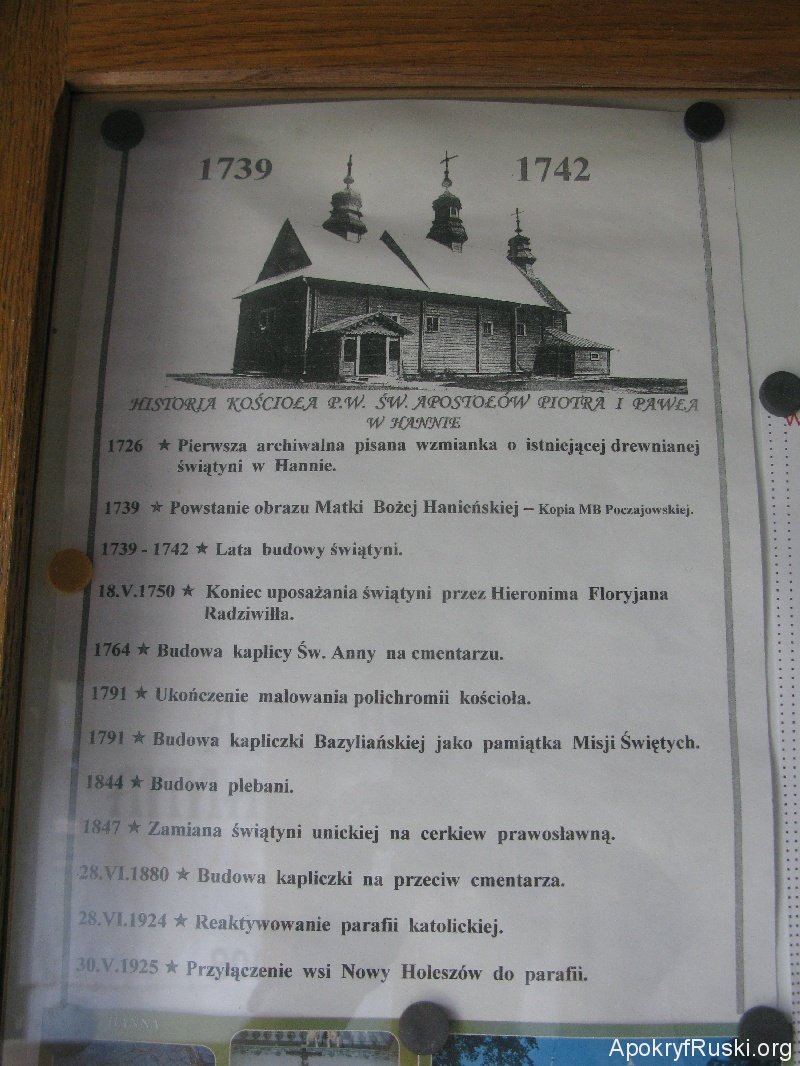 1739 1742
HISTORIA KOŚCIOŁA P.W. ŚW. APOSTOŁÓW PIOTRA I PAWŁA
W HANNIE
1726 ★ Pierwsza archiwalna pisana wzmianka o istniejącej drewnianej
świątyni w Hannie.
1739 ★ Powstanie obrazu Matki Bożej Hanieńskiej – Kopia MB Poczajowskiej.
1739 - 1742 ★ Lata budowy świątyni.
18.V.1750 ★ Koniec uposażania świątyni przez Hieronima Floryjana
Radziwiłła.
1764 ★ Budowa kaplicy Św. Anny na cmentarzu.
1791 ★ Ukończenie malowania polichromii kościoła.
1791 ★ Budowa kapliczki Bazyliańskiej jako pamiątka Misji Świętych.
1844 ★ Budowa plebani.
1847 ★ Zamiana świątyni unickiej na cerkiew prawosławną.
28.VI.1880 ★ Budowa kapliczki na przeciw cmentarza.
28.VI.1924 ★ Reaktywowanie parafii katolickiej.
30.V.1925 ★ Przyłączenie wsi Nowy Holeszów do parafii.
HANNA
ApokryfRuski.org